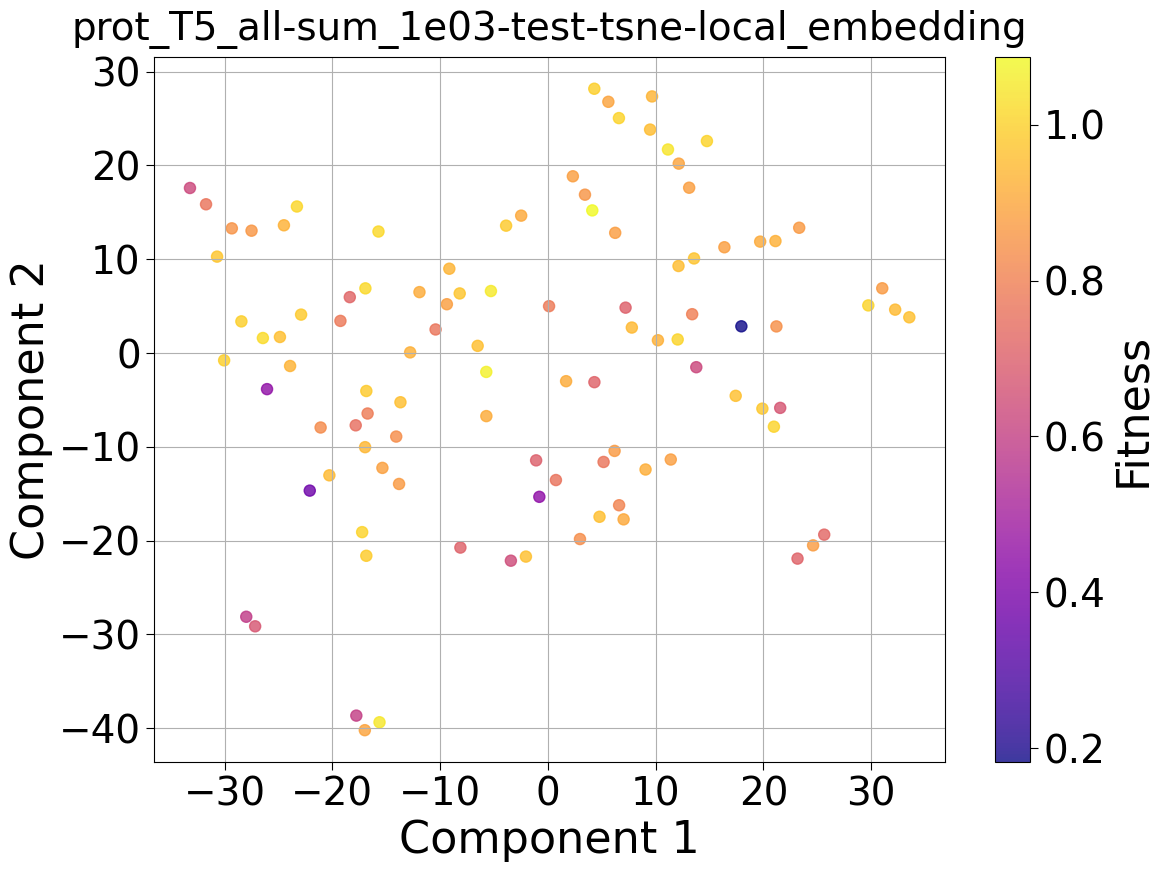 prot_T5_all-sum_1e03-test-tsne-local_embedding
30
20
10
0
−10
−20
−30
−40
Component 2
−30 −20 −10 0 10 20 30
Component 1
1.0
0.8
0.6
0.4
0.2
Fitness